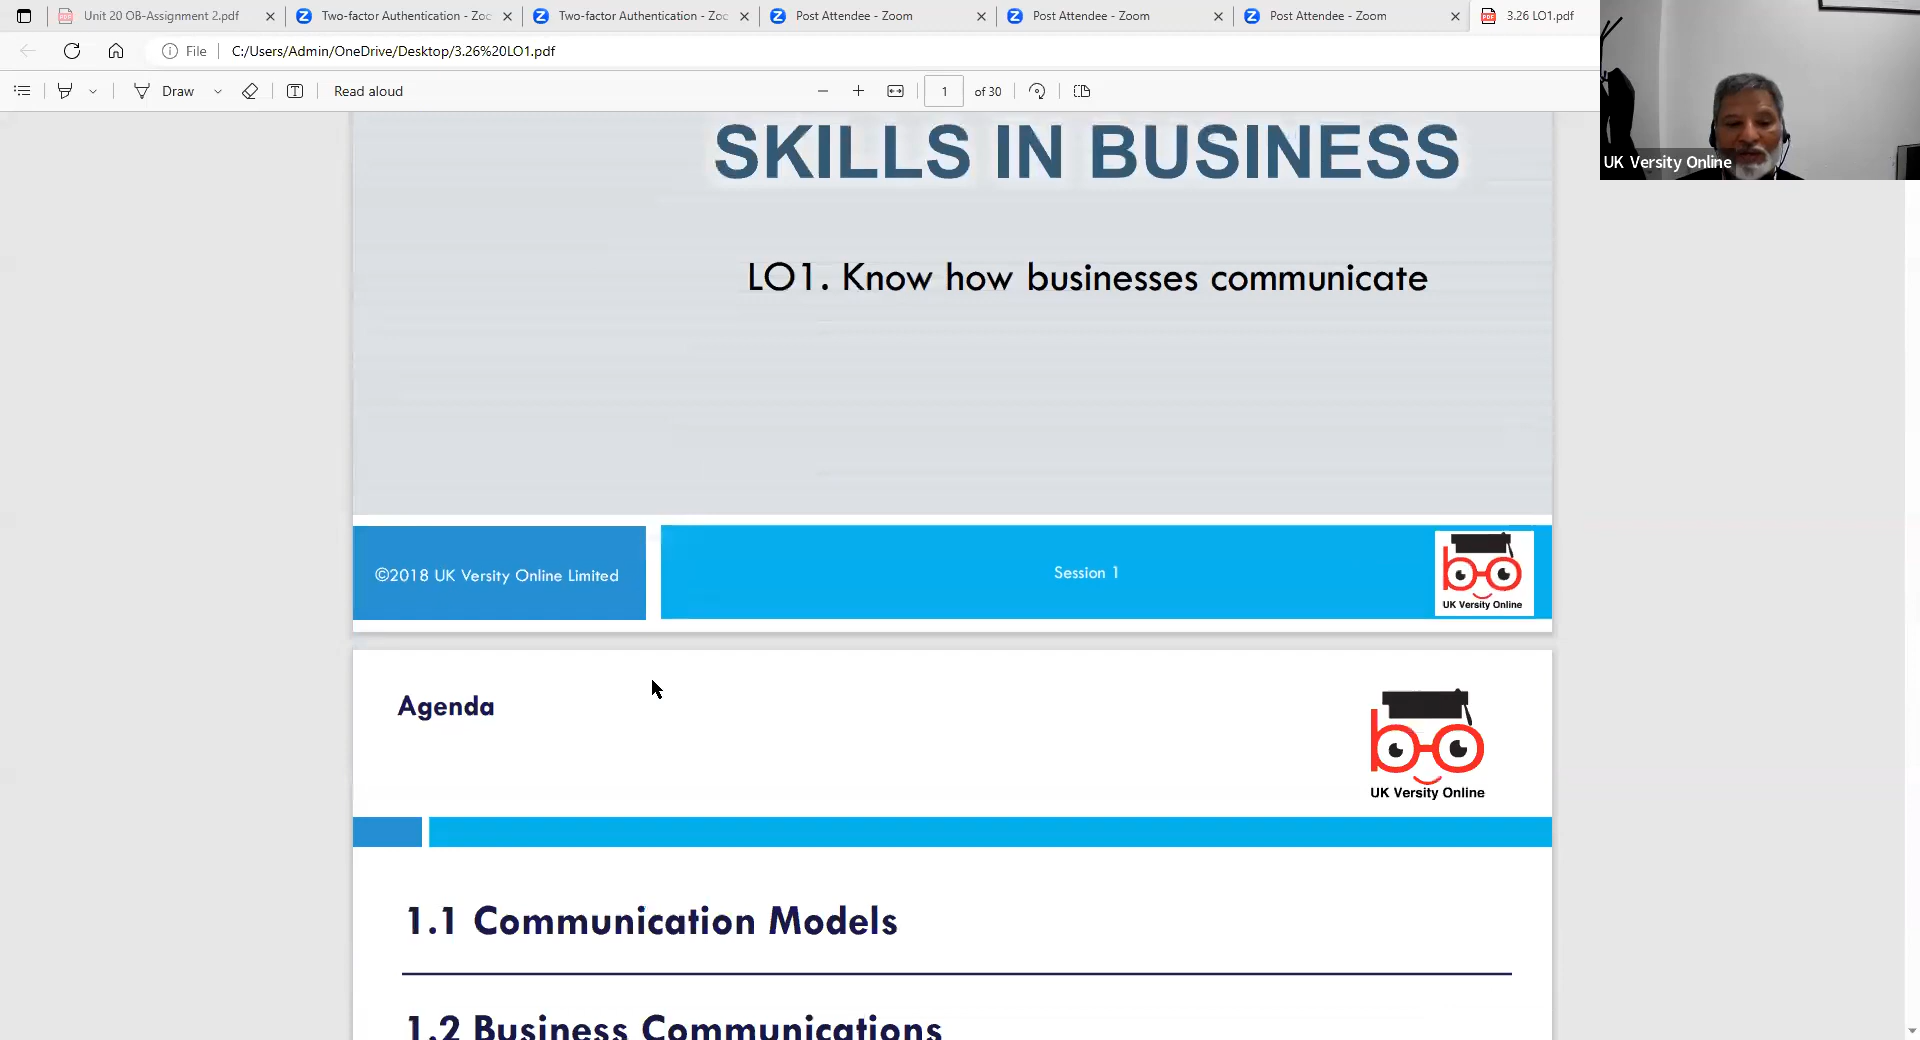 Unit 20 OB-Assignment 2.pdf
Two-factor Authentication - Zoc
Two-factor Authentication - Zoc
Post Attendee - Zoom
Post Attendee - Zoom
Post Attendee - Zoom
3.26 LO1.pdf
File
C:/Users/Admin/OneDrive/Desktop/3.26%20LO1.pdf
Draw
Read aloud
1 of 30
UK Versity Online
SKILLS IN BUSINESS
LO1. Know how businesses communicate
©2018 UK Versity Online Limited
Session 1
UK Versity Online
Agenda
UK Versity Online
1.1 Communication Models
1.2 Business Communications